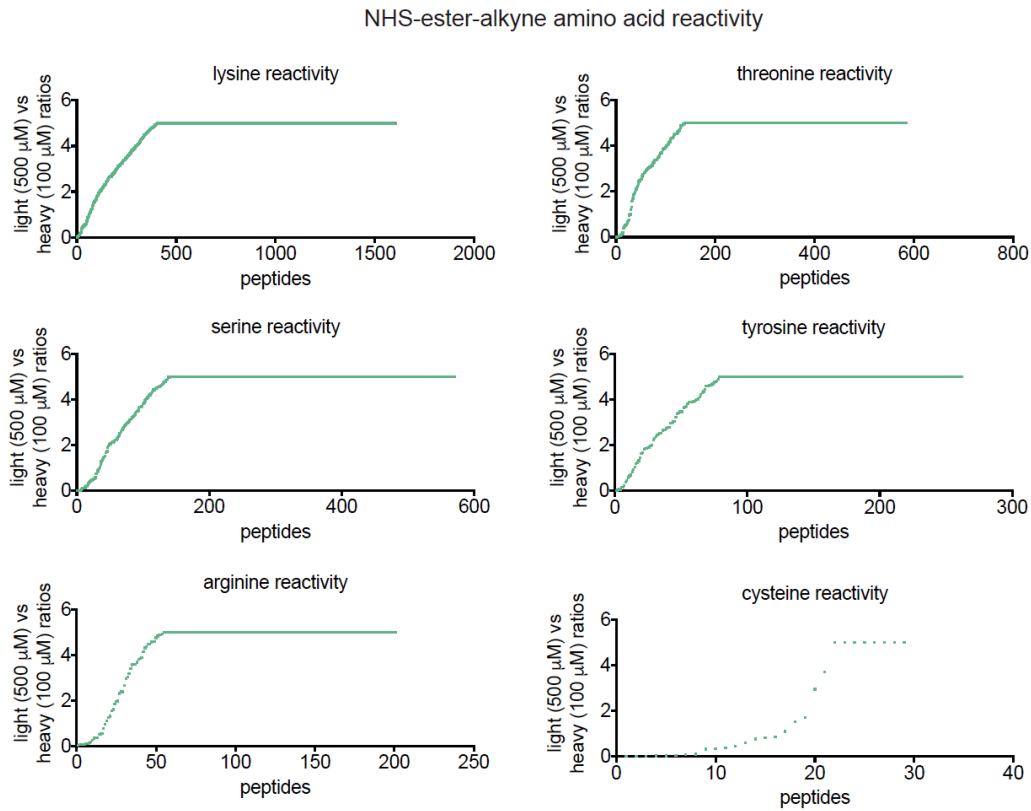 NHS-ester-alkyne amino acid reactivity
lysine reactivity
light (500 µM) vs
heavy (100 µM) ratios
6
4
2
0
0 500 1000 1500 2000
peptides
threonine reactivity
light (500 µM) vs
heavy (100 µM) ratios
6
4
2
0
0 200 400 600 800
peptides
serine reactivity
light (500 µM) vs
heavy (100 µM) ratios
6
4
2
0
0 200 400 600
peptides
tyrosine reactivity
light (500 µM) vs
heavy (100 µM) ratios
6
4
2
0
0 100 200 300
peptides
arginine reactivity
light (500 µM) vs
heavy (100 µM) ratios
6
4
2
0
0 50 100 150 200 250
peptides
cysteine reactivity
light (500 µM) vs
heavy (100 µM) ratios
6
4
2
0
0 10 20 30 40
peptides